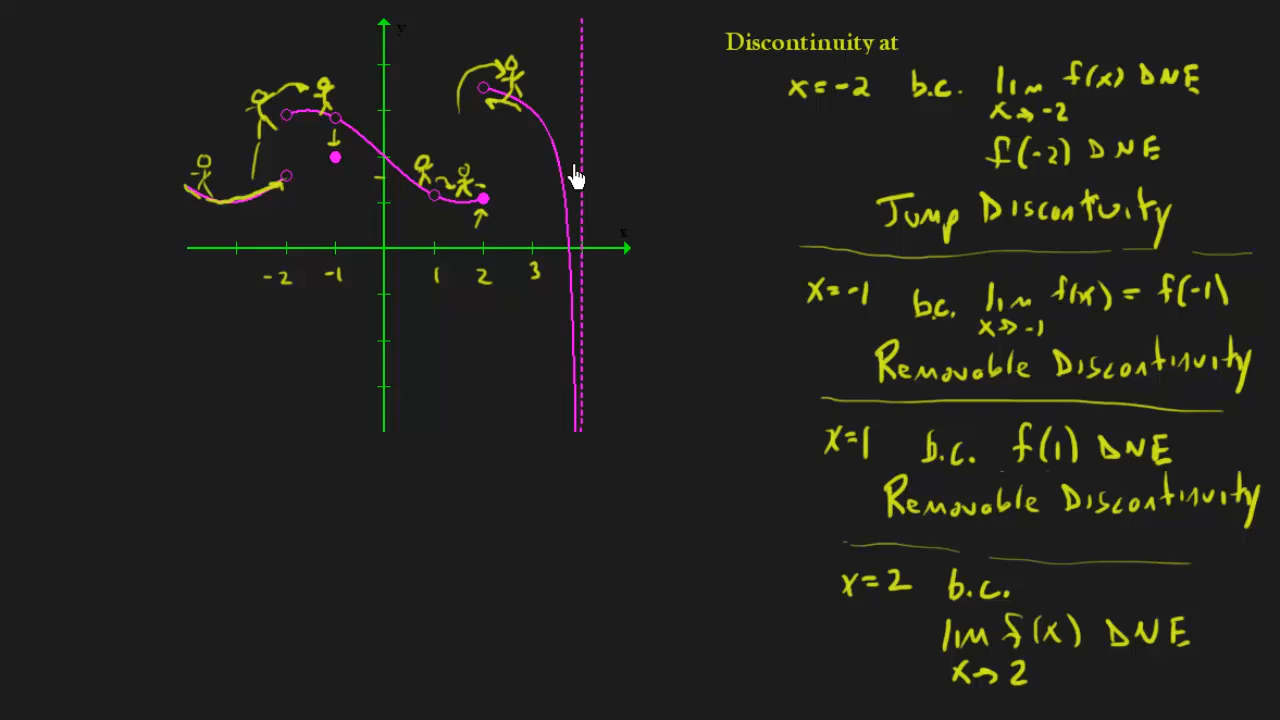 y
Discontinuity at
x=-2 b.c. lim f(x) DNE
x→-2
f(-2) DNE
Jump Discontuity
x
-2 -1 1 2 3
x=-1 b.c. lim f(x) = f(-1)
x→-1
Removable Discontinuity
x=1 b.c. f(1) DNE
Removable Discontinuity
x=2 b.c.
lim f(x) DNE
x→2